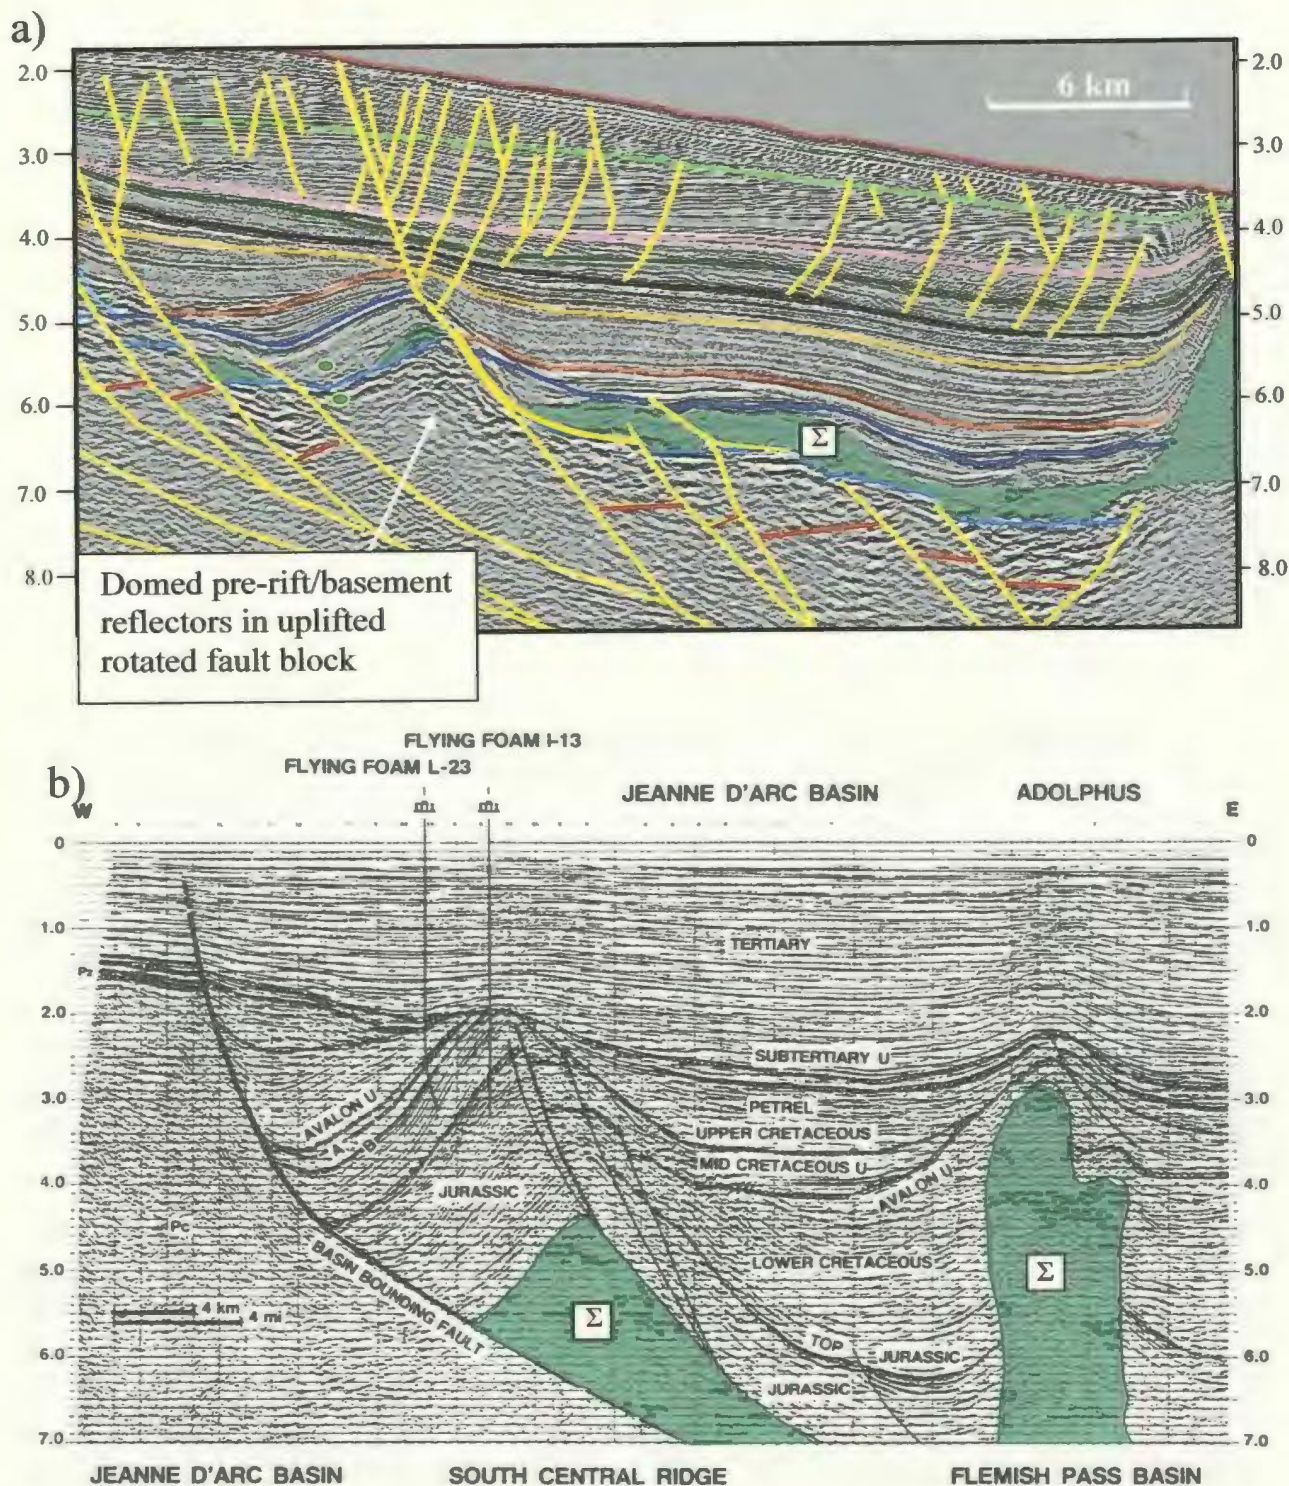 a)
2.0
2.0
6 km
3.0
3.0
4.0
4.0
5.0
5.0
6.0
6.0
Σ
7.0
7.0
8.0
8.0
Domed pre-rift/basement
reflectors in uplifted
rotated fault block
FLYING FOAM I-13
FLYING FOAM L-23
b)
JEANNE D'ARC BASIN
ADOLPHUS
W
E
0
0
1.0
1.0
TERTIARY
Pz
2.0
2.0
SUBTERTIARY U
3.0
3.0
AVALON U
PETREL
UPPER CRETACEOUS
MID CRETACEOUS U
AVALON U
4.0
4.0
JURASSIC
Pc
BASIN BOUNDING FAULT
LOWER CRETACEOUS
5.0
5.0
Σ
Σ
4 km
4 mi
TOP
JURASSIC
6.0
6.0
JURASSIC
7.0
7.0
JEANNE D'ARC BASIN
SOUTH CENTRAL RIDGE
FLEMISH PASS BASIN